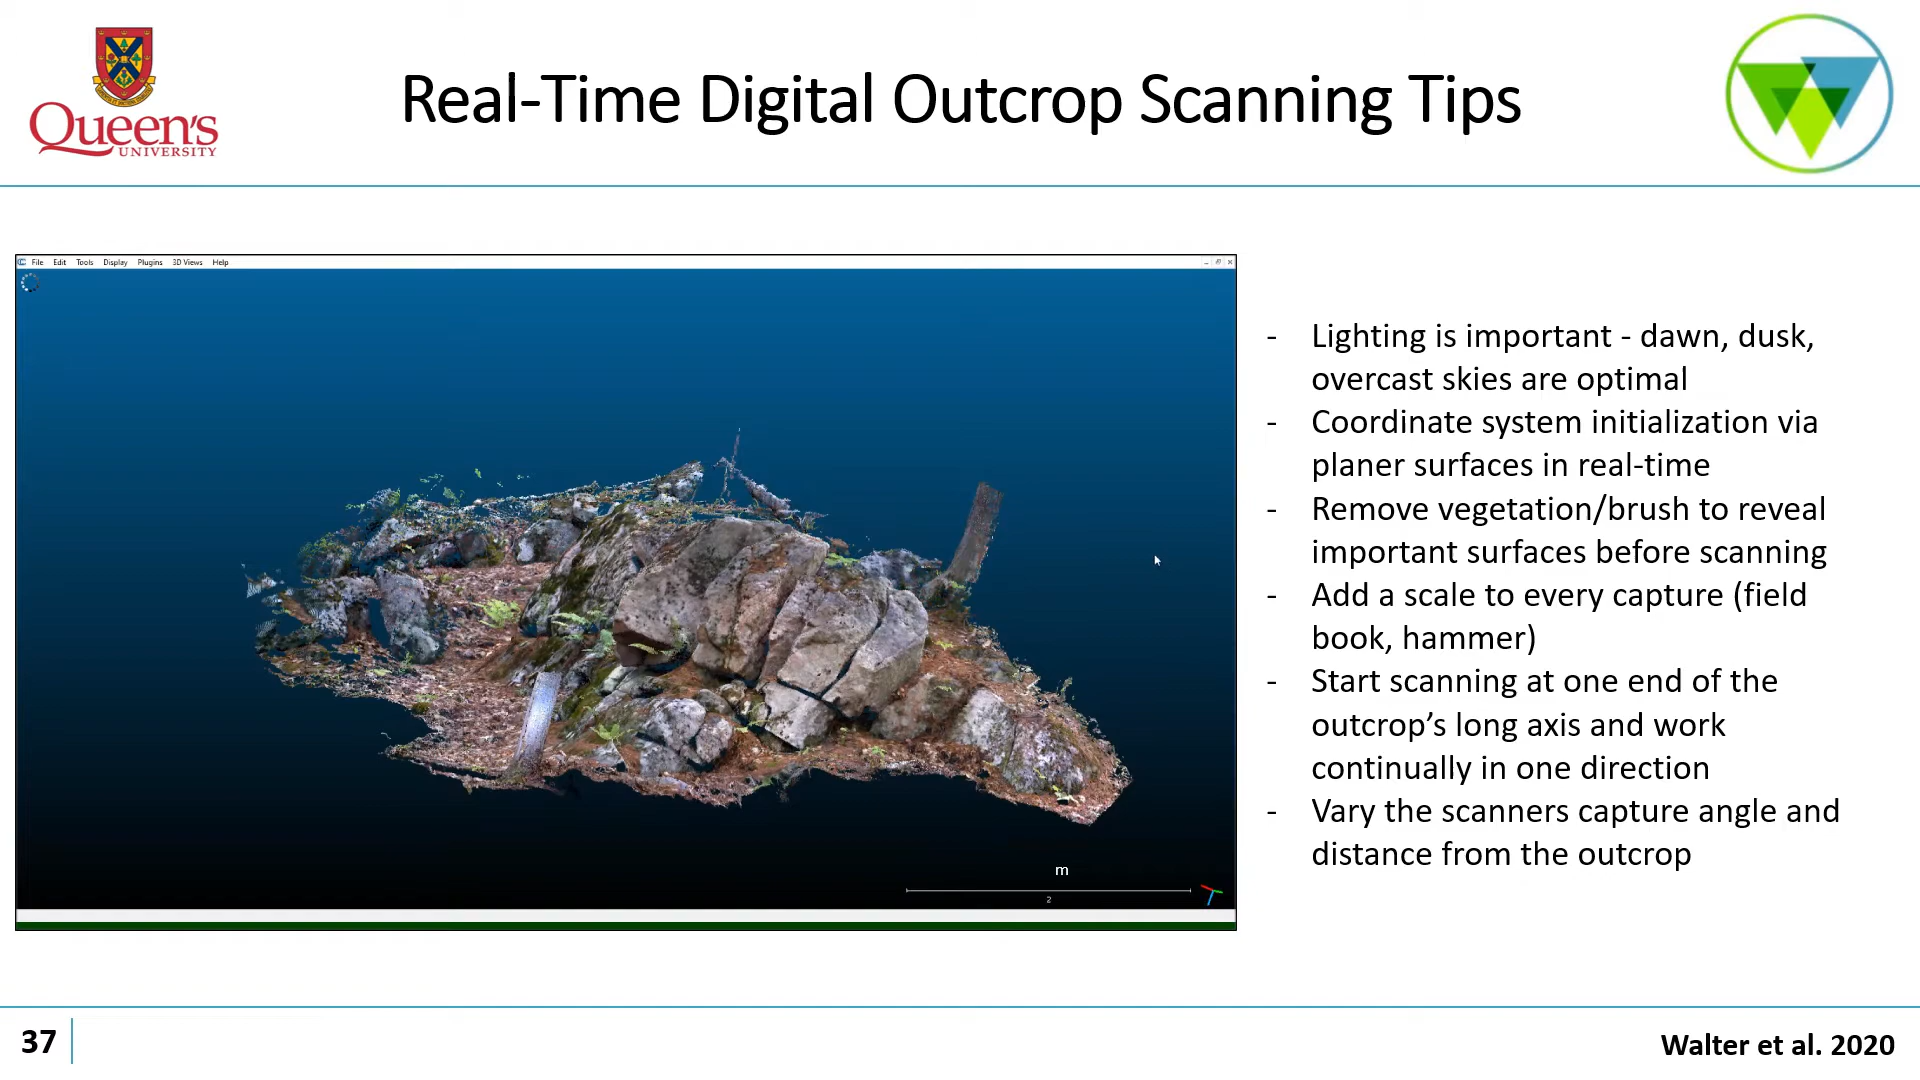 Queen's
UNIVERSITY
Real-Time Digital Outcrop Scanning Tips
File Edit Tools Display Plugins 3D Views Help
- Lighting is important - dawn, dusk,
overcast skies are optimal
- Coordinate system initialization via
planer surfaces in real-time
- Remove vegetation/brush to reveal
important surfaces before scanning
- Add a scale to every capture (field
book, hammer)
- Start scanning at one end of the
outcrop’s long axis and work
continually in one direction
- Vary the scanners capture angle and
distance from the outcrop
m
2
37
Walter et al. 2020